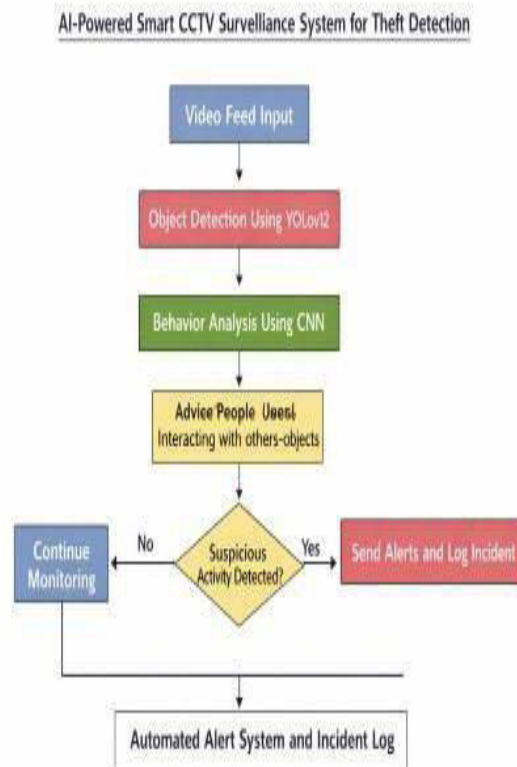 AI-Powered Smart CCTV Survelliance System for Theft Detection
Video Feed Input
Object Detection Using YOLov12
Behavior Analysis Using CNN
Advice People
Interacting with others-objects
Suspicious
Activity Detected?
No
Yes
Continue
Monitoring
Send Alerts and Log Incident
Automated Alert System and Incident Log